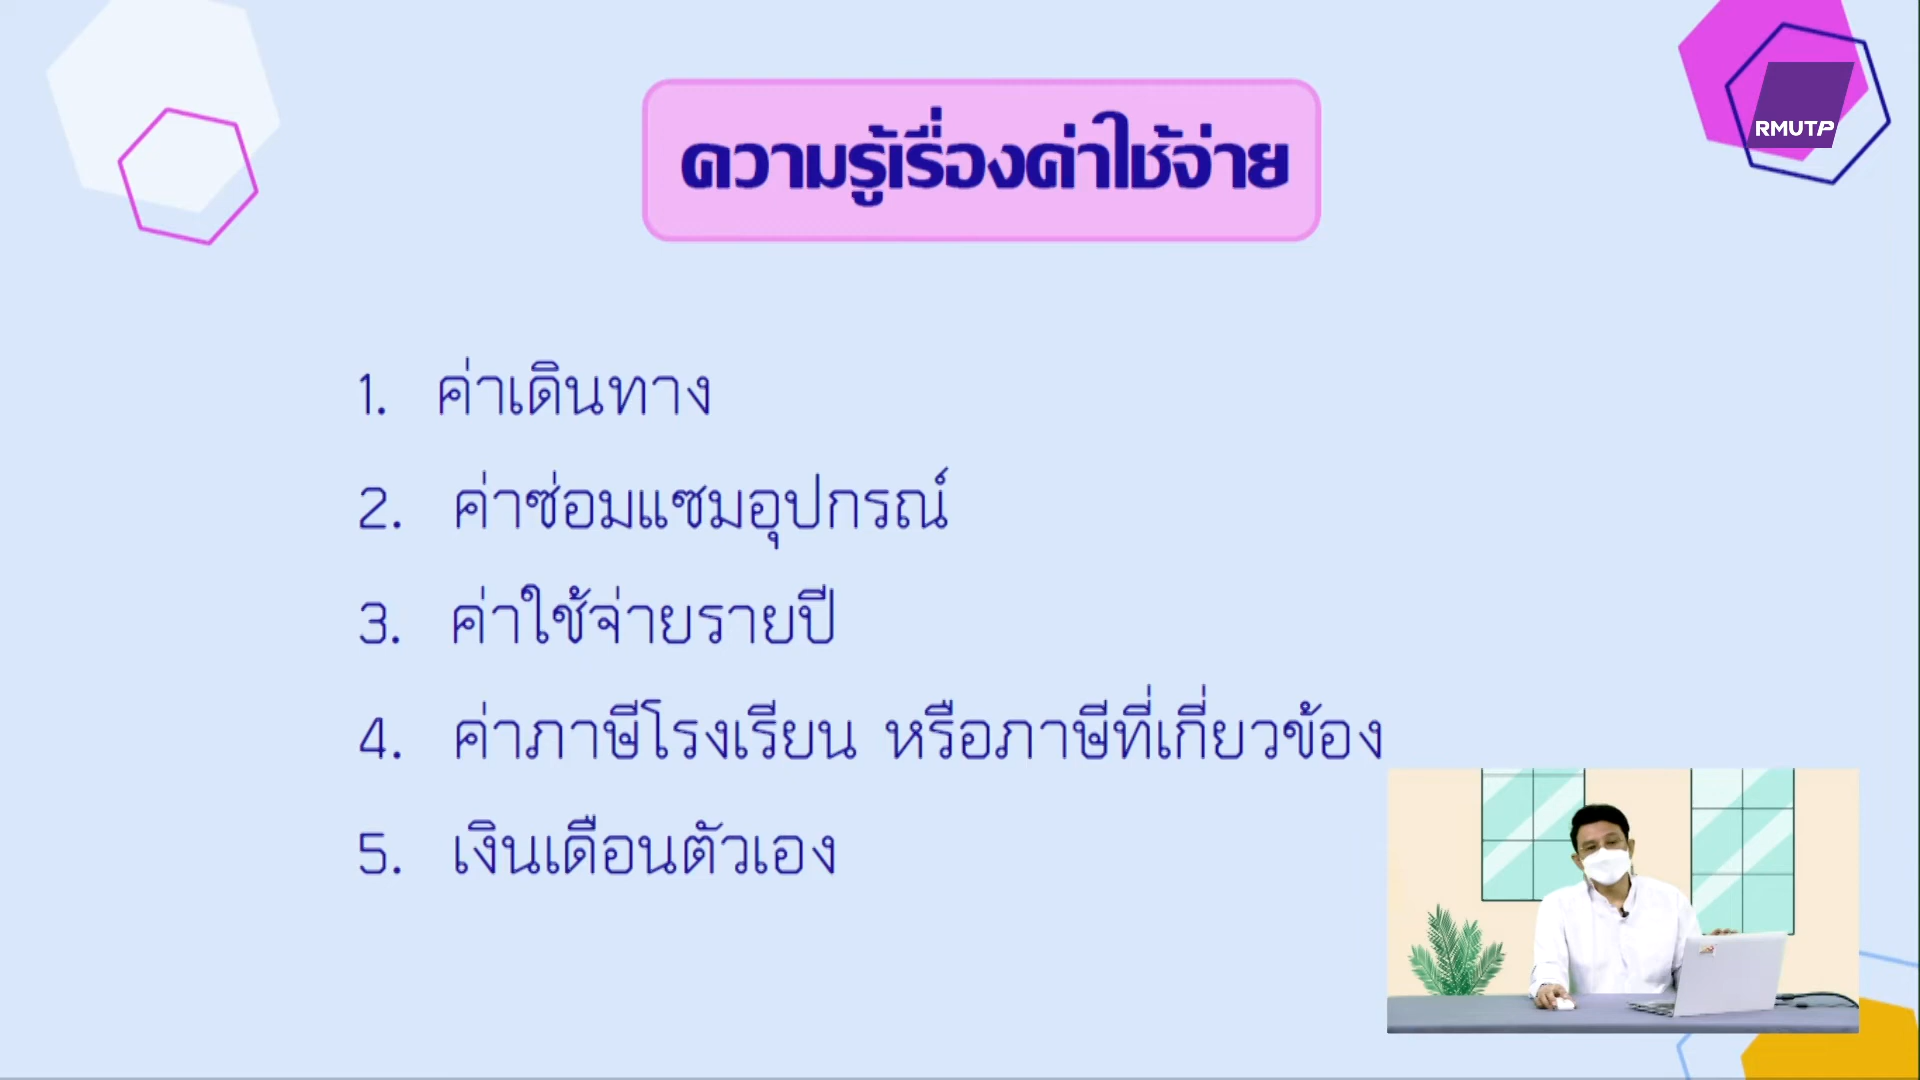 RMUTP
ความรู้เรื่องค่าใช้จ่าย
1. ค่าเดินทาง
2. ค่าซ่อมแซมอุปกรณ์
3. ค่าใช้จ่ายรายปี
4. ค่าภาษีโรงเรียน หรือภาษีที่เกี่ยวข้อง
5. เงินเดือนตัวเอง